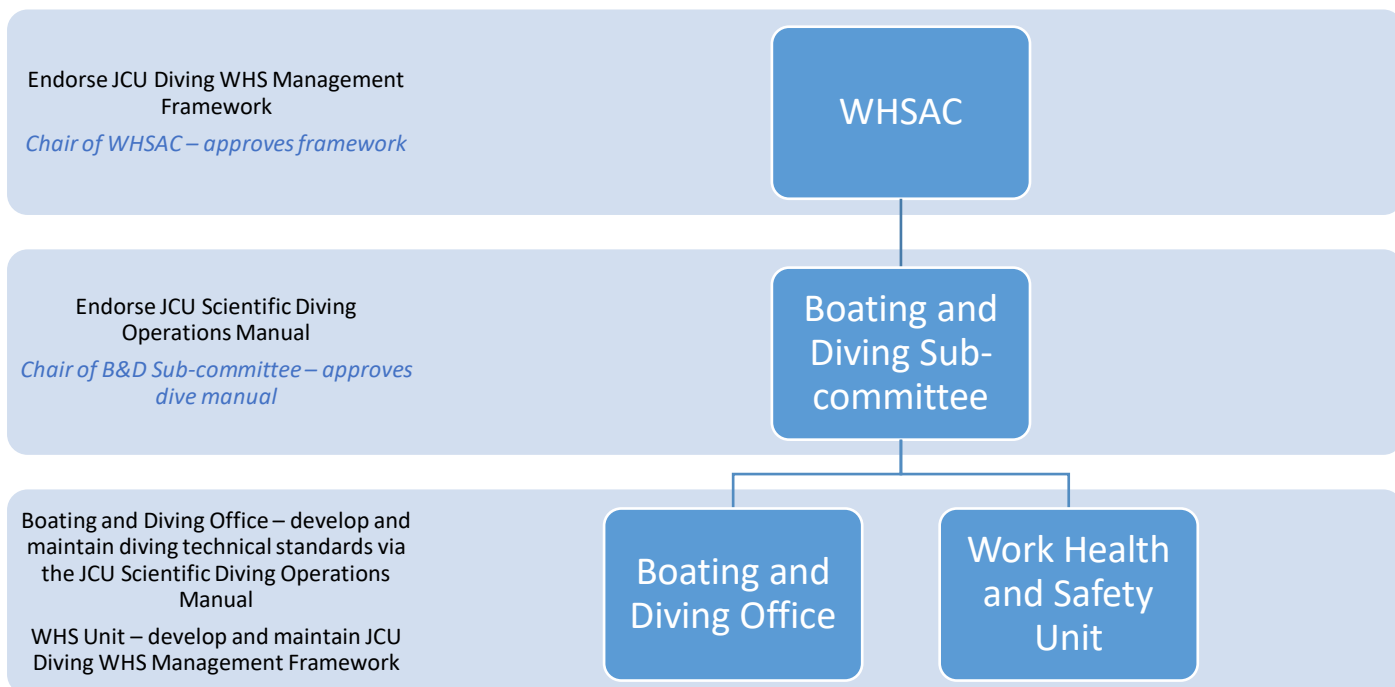 Endorse JCU Diving WHS Management
Framework
Chair of WHSAC – approves framework
WHSAC
Endorse JCU Scientific Diving
Operations Manual
Chair of B&D Sub-committee – approves
dive manual
Boating and
Diving Sub-
committee
Boating and Diving Office – develop and
maintain diving technical standards via
the JCU Scientific Diving Operations
Manual
WHS Unit – develop and maintain JCU
Diving WHS Management Framework
Boating and
Diving Office
Work Health
and Safety
Unit